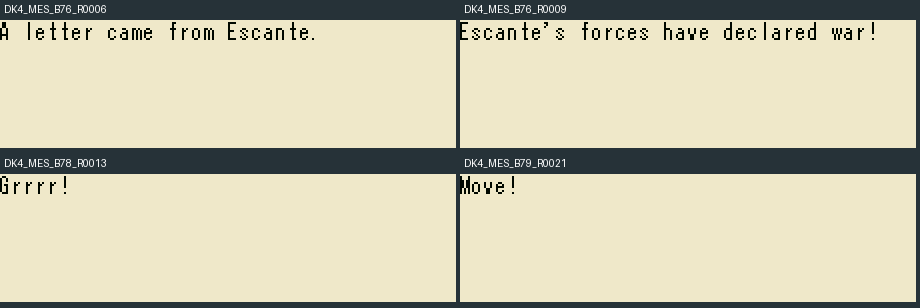 DK4_MES_B76_R0006
A letter came from Escante.
DK4_MES_B76_R0009
Escante's forces have declared war!
DK4_MES_B78_R0013
Grrrr!
DK4_MES_B79_R0021
Move!